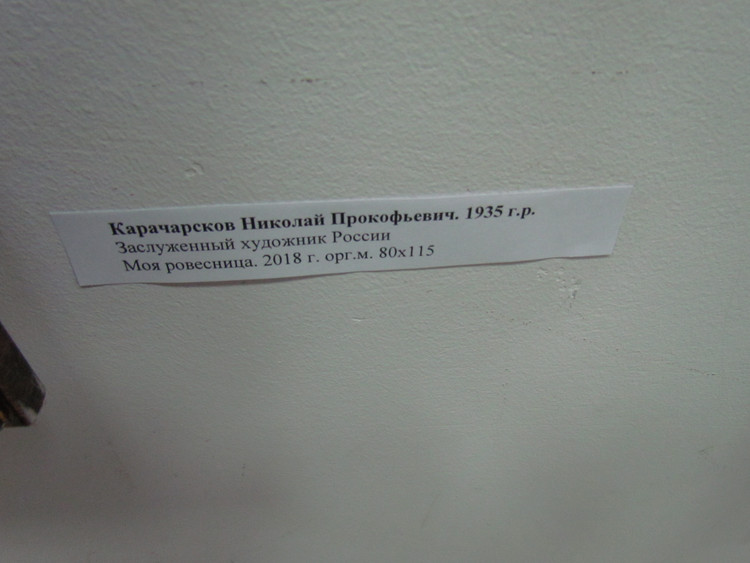 Карачарсков Николай Прокофьевич. 1935 г.р.
Заслуженный художник России
Моя ровесница. 2018 г. орг.м. 80х115